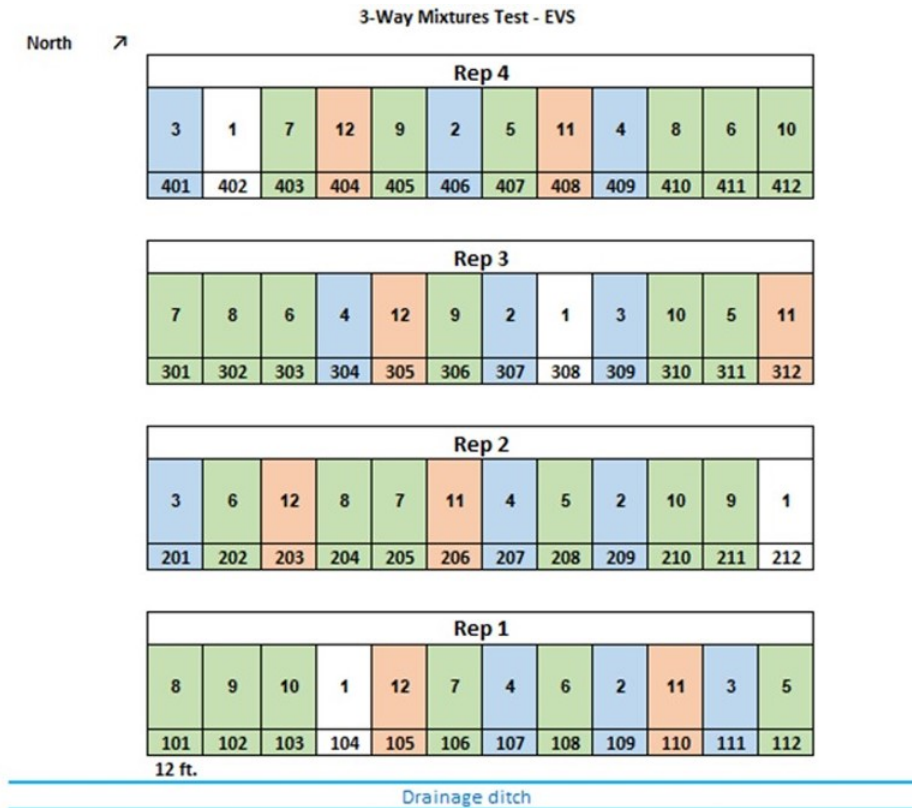 3-Way Mixtures Test - EVS
North ↗
Rep 4
3 1 7 12 9 2 5 11 4 8 6 10
401 402 403 404 405 406 407 408 409 410 411 412
Rep 3
7 8 6 4 12 9 2 1 3 10 5 11
301 302 303 304 305 306 307 308 309 310 311 312
Rep 2
3 6 12 8 7 11 4 5 2 10 9 1
201 202 203 204 205 206 207 208 209 210 211 212
Rep 1
8 9 10 1 12 7 4 6 2 11 3 5
101 102 103 104 105 106 107 108 109 110 111 112
12 ft.
Drainage ditch